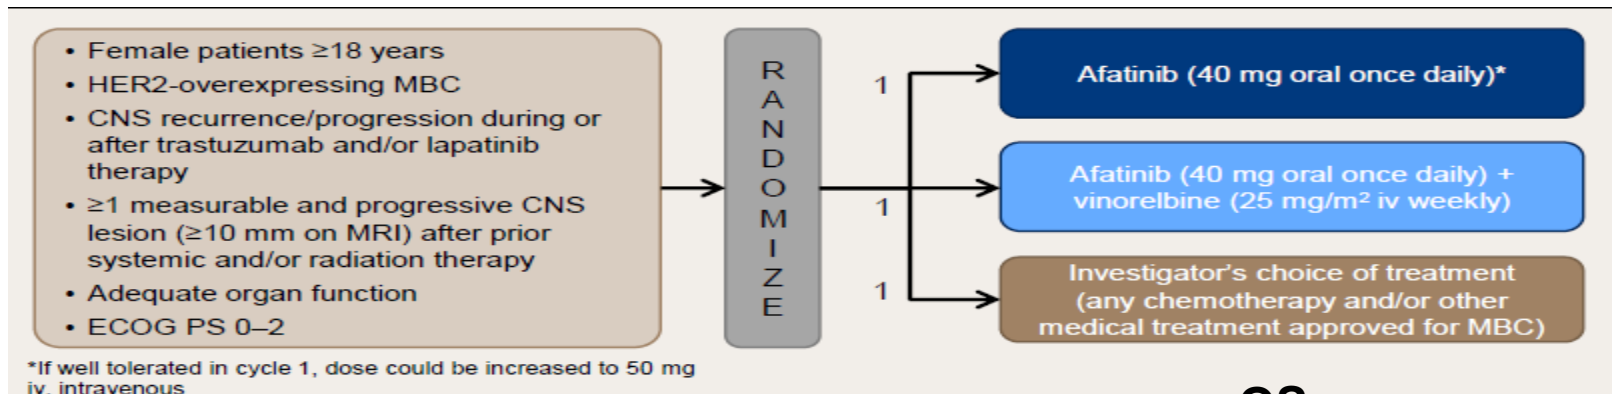 • Female patients ≥18 years
• HER2-overexpressing MBC
• CNS recurrence/progression during or
after trastuzumab and/or lapatinib
therapy
• ≥1 measurable and progressive CNS
lesion (≥10 mm on MRI) after prior
systemic and/or radiation therapy
• Adequate organ function
• ECOG PS 0–2
R
A
N
D
O
M
I
Z
E
1
1
1
Afatinib (40 mg oral once daily)*
Afatinib (40 mg oral once daily) +
vinorelbine (25 mg/m² iv weekly)
Investigator's choice of treatment
(any chemotherapy and/or other
medical treatment approved for MBC)
*If well tolerated in cycle 1, dose could be increased to 50 mg
iv, intravenous